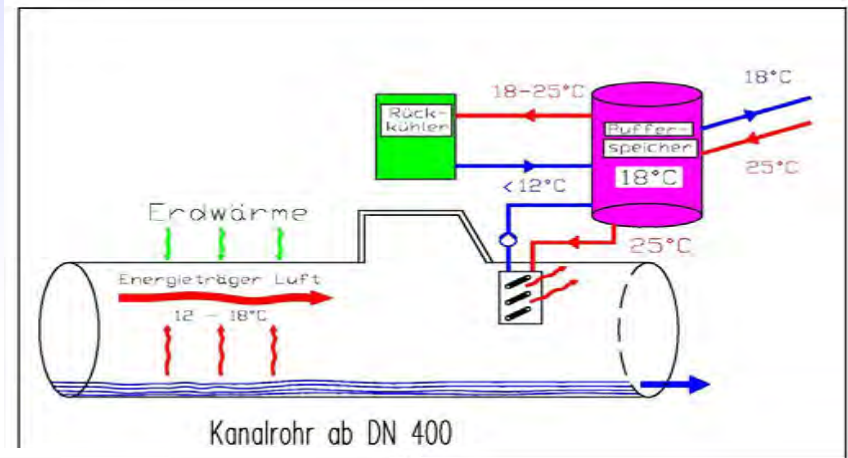 18°C
18-25°C
Rück-
kühler
Puffer-
speicher
18°C
25°C
<12°C
Erdwärme
25°C
Energieträger Luft
12 - 18°C
Kanalrohr ab DN 400